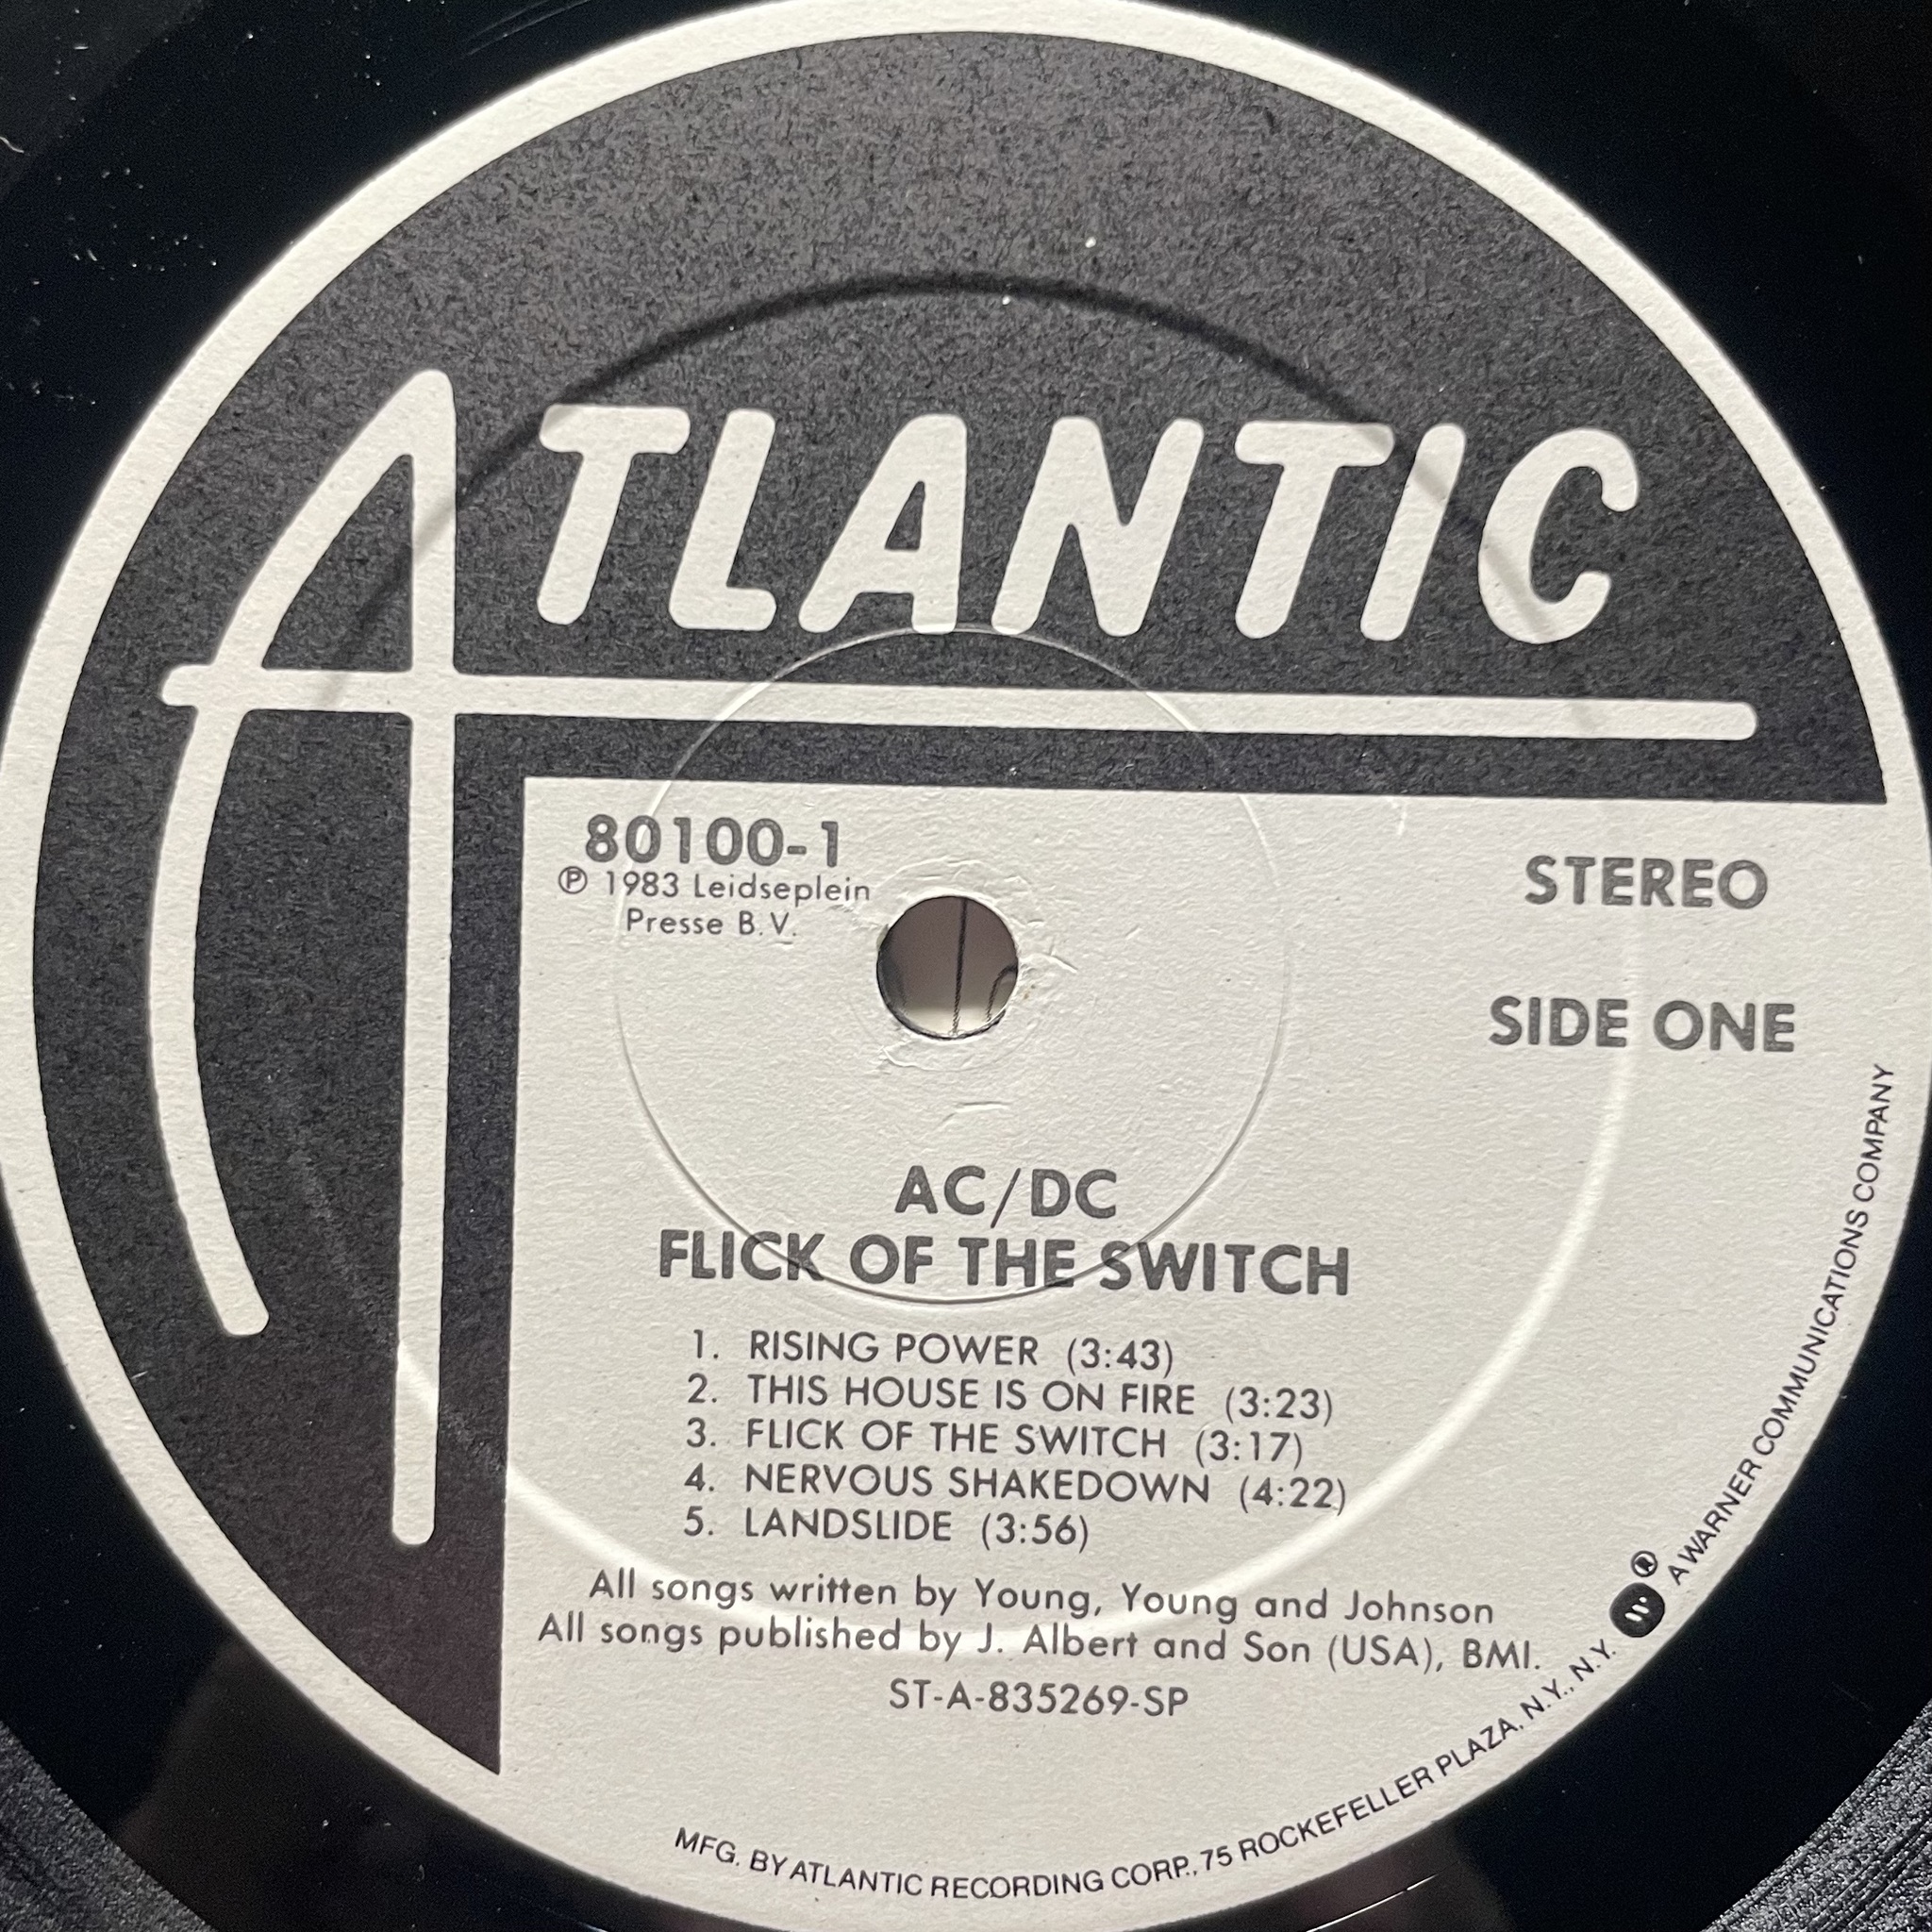 ATLANTIC
80100-1
℗ 1983 Leidseplein
Presse B.V.
STEREO
SIDE ONE
AC/DC
FLICK OF THE SWITCH
1. RISING POWER (3:43)
2. THIS HOUSE IS ON FIRE (3:23)
3. FLICK OF THE SWITCH (3:17)
4. NERVOUS SHAKEDOWN (4:22)
5. LANDSLIDE (3:56)
All songs written by Young, Young and Johnson
All songs published by J. Albert and Son (USA), BMI.
ST-A-835269-SP
MFG. BY ATLANTIC RECORDING CORP., 75 ROCKEFELLER PLAZA, N.Y., N.Y. W ® A WARNER COMMUNICATIONS COMPANY